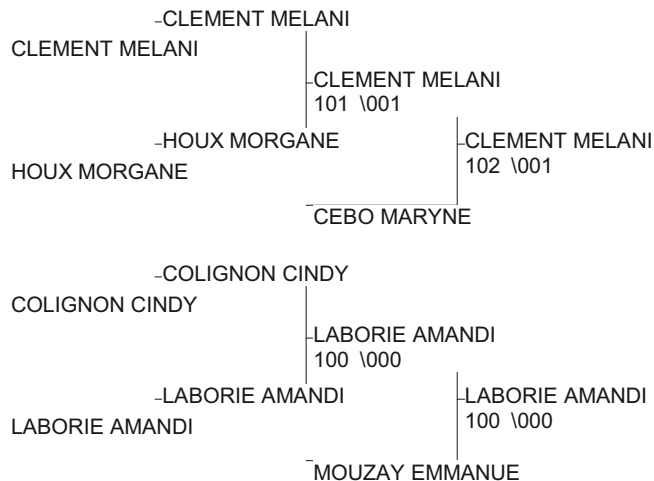 CLEMENT MELANI
CLEMENT MELANI
CLEMENT MELANI
101 \001
HOUX MORGANE
CLEMENT MELANI
HOUX MORGANE
102 \001
CEBO MARYNE
COLIGNON CINDY
COLIGNON CINDY
LABORIE AMANDI
100 \000
LABORIE AMANDI
LABORIE AMANDI
LABORIE AMANDI
100 \000
MOUZAY EMMANUE